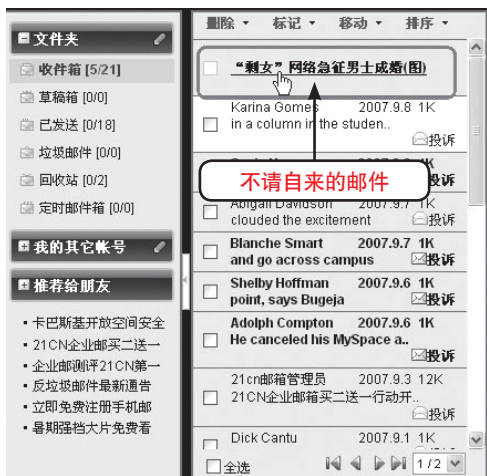 文件夹
收件箱 [5/21]
草稿箱 [0/0]
已发送 [0/18]
垃圾邮件 [0/0]
回收站 [0/2]
定时邮件箱 [0/0]
我的其它帐号
推荐给朋友
卡巴斯基开放空间安全
21CN企业邮买二送一
企业邮测评21CN第一
反垃圾邮件最新通告
立即免费注册手机邮
暑期强档大片免费看
删除 标记 移动 排序
“剩女”网络急征男士成婚(图)
Karina Gomes 2007.9.8 1K
in a column in the studen..
投诉
不请自来的邮件
投诉
Abigail Davidson 2007.9.7 1K
clouded the excitement
投诉
Blanche Smart 2007.9.7 1K
and go across campus 投诉
Shelby Hoffman 2007.9.6 1K
point, says Bugeja 投诉
Adolph Compton 2007.9.6 1K
He canceled his MySpace a..
投诉
21cn邮箱管理员 2007.9.3 12K
21CN企业邮箱买二送一行动开..
投诉
Dick Cantu 2007.9.1 1K
全选 1/2